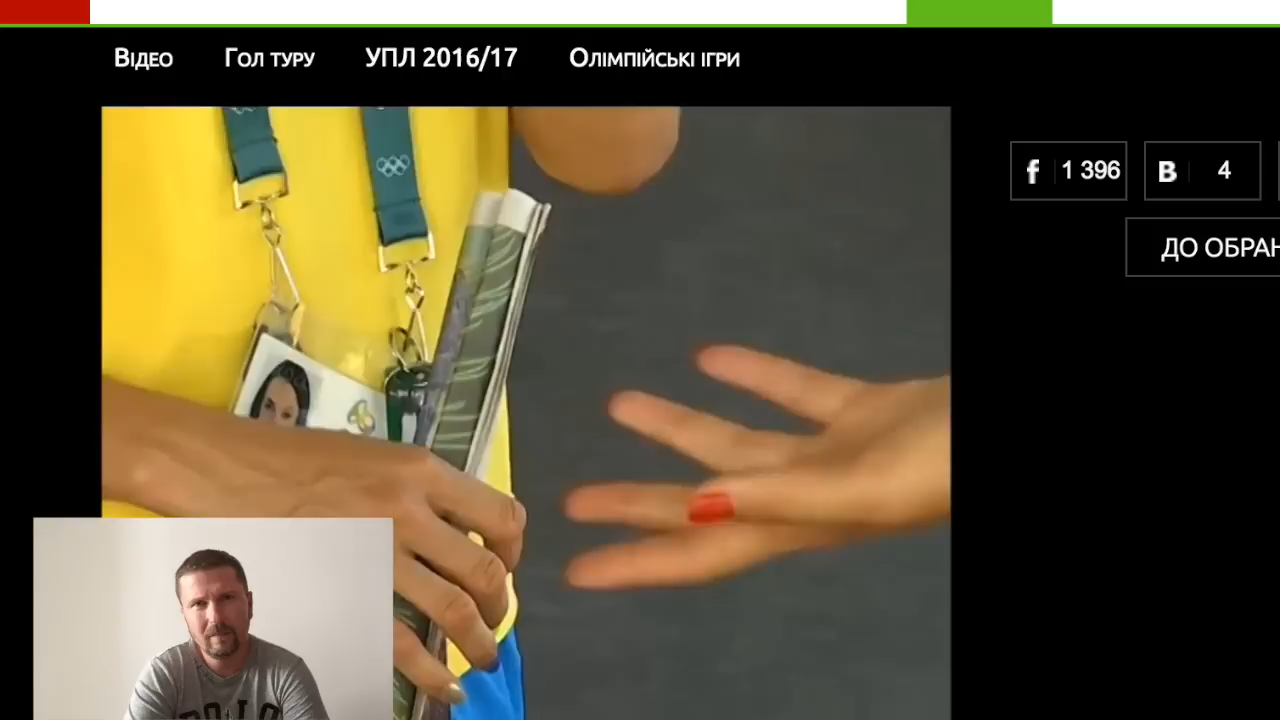 Відео Гол туру УПЛ 2016/17 Олімпійські ігри
f 1 396 B 4
ДО ОБРАН